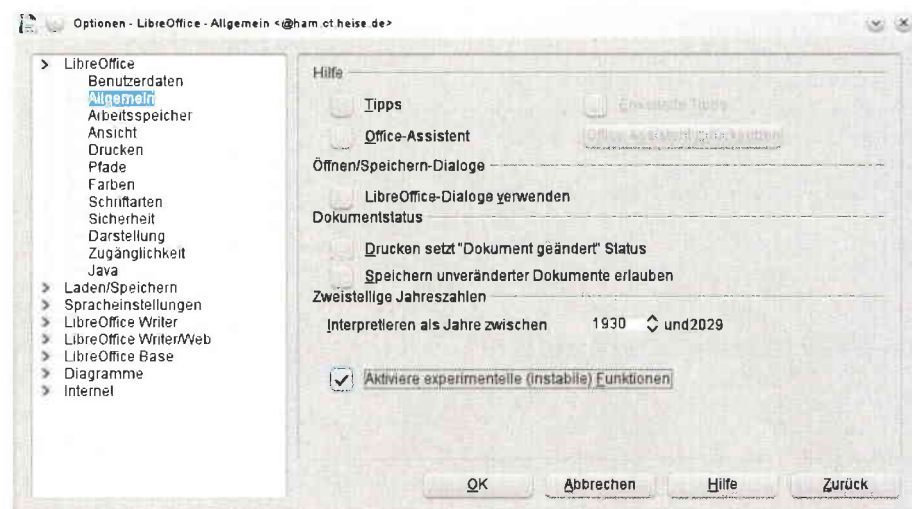 Optionen - LibreOffice - Allgemein <@ham.ct.heise.de>
LibreOffice
Benutzerdaten
Allgemein
Arbeitsspeicher
Ansicht
Drucken
Pfade
Farben
Schriftarten
Sicherheit
Darstellung
Zugänglichkeit
Java
Laden/Speichern
Spracheinstellungen
LibreOffice Writer
LibreOffice Writer/Web
LibreOffice Base
Diagramme
Internet
Hilfe
Tipps
Erweiterte Tipps
Office-Assistent
Office-Assistent zurücksetzen
Öffnen/Speichern-Dialoge
LibreOffice-Dialoge verwenden
Dokumentstatus
Drucken setzt "Dokument geändert" Status
Speichern unveränderter Dokumente erlauben
Zweistellige Jahreszahlen
Interpretieren als Jahre zwischen 1930 und2029
Aktiviere experimentelle (instabile) Funktionen
OK Abbrechen Hilfe Zurück